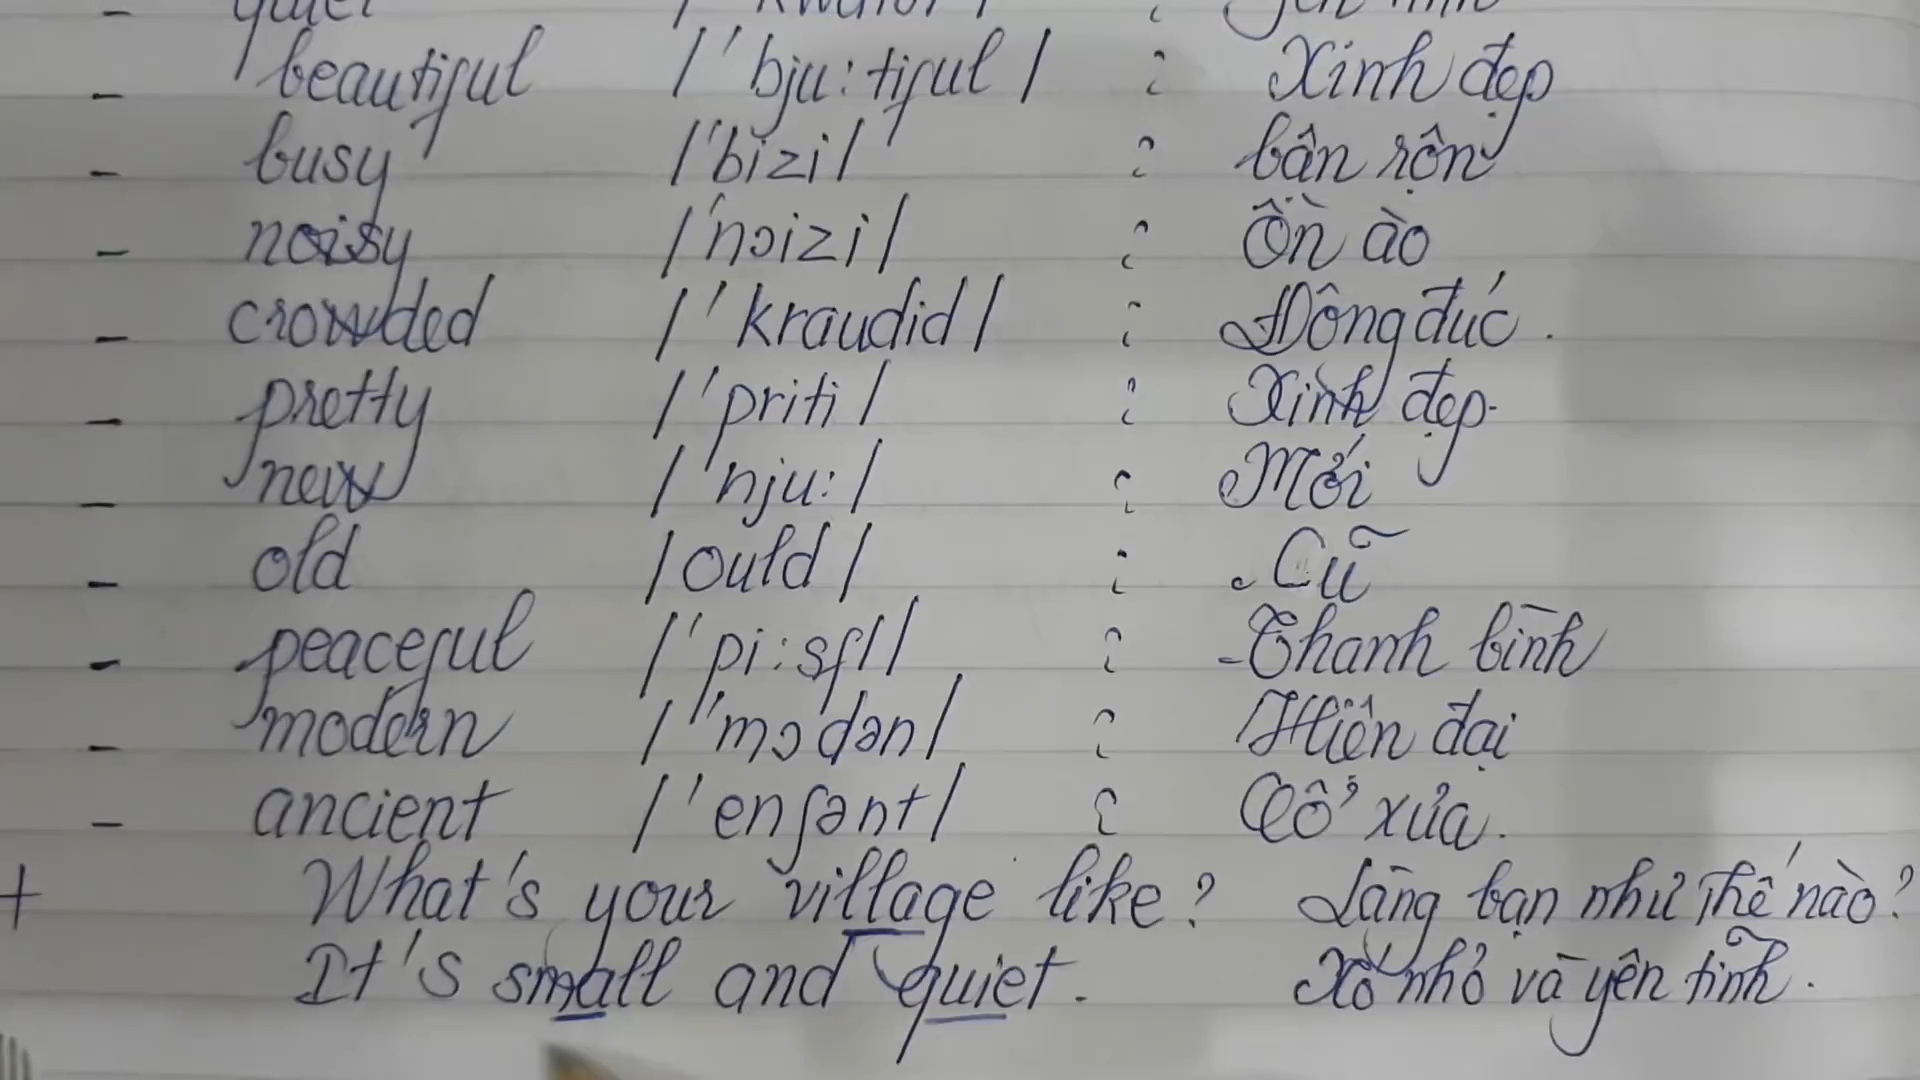 - quiet : yên tĩnh
- beautiful /'bju:tiful/ : Xinh đẹp
- busy /'bizi/ : bận rộn
- noisy /'nɔizi/ : Ồn ào
- crowded /'kraudid/ : Đông đúc.
- pretty /'priti/ : Xinh đẹp.
- new /'nju:/ : Mới
- old /ould/ : Cũ
- peaceful /'pi:sfl/ : Thanh bình
- modern /'mɔdən/ : Hiện đại
- ancient /'enʃənt/ : Cổ xưa.
+ What's your village like? Làng bạn như thế nào?
It's small and quiet. Nó nhỏ và yên tĩnh.